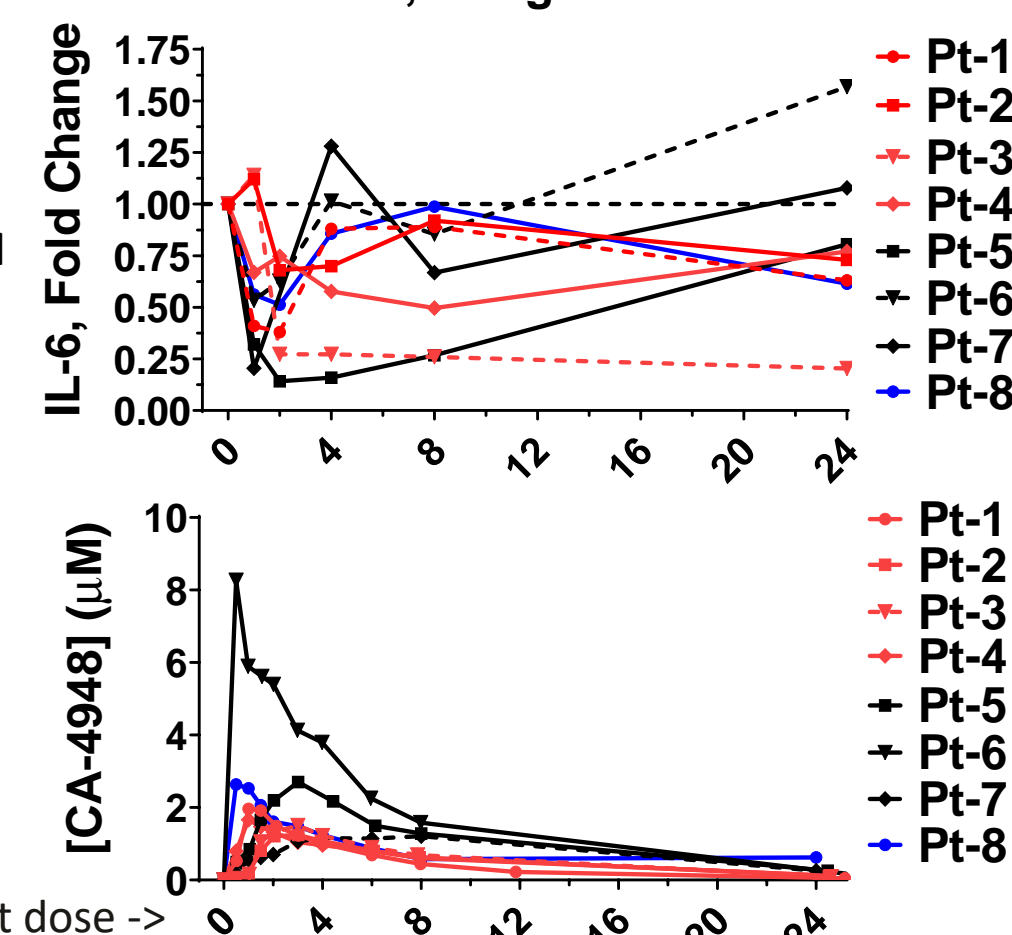 IL-6, Fold Change
1.75
1.50
1.25
1.00
0.75
0.50
0.25
0.00
0 4 8 12 16 20 24
Pt-1
Pt-2
Pt-3
Pt-4
Pt-5
Pt-6
Pt-7
Pt-8
[CA-4948] (µM)
10
8
6
4
2
0
0 4 8 12 16 20 24
Pt-1
Pt-2
Pt-3
Pt-4
Pt-5
Pt-6
Pt-7
Pt-8
t dose ->